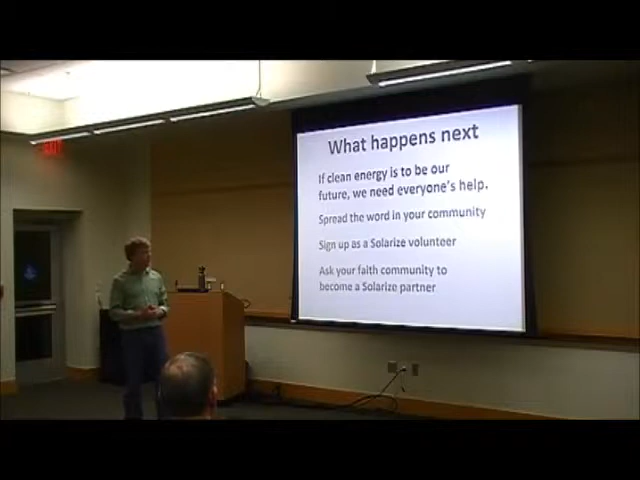 What happens next
If clean energy is to be our
future, we need everyone's help.
Spread the word in your community
Sign up as a Solarize volunteer
Ask your faith community to
become a Solarize partner